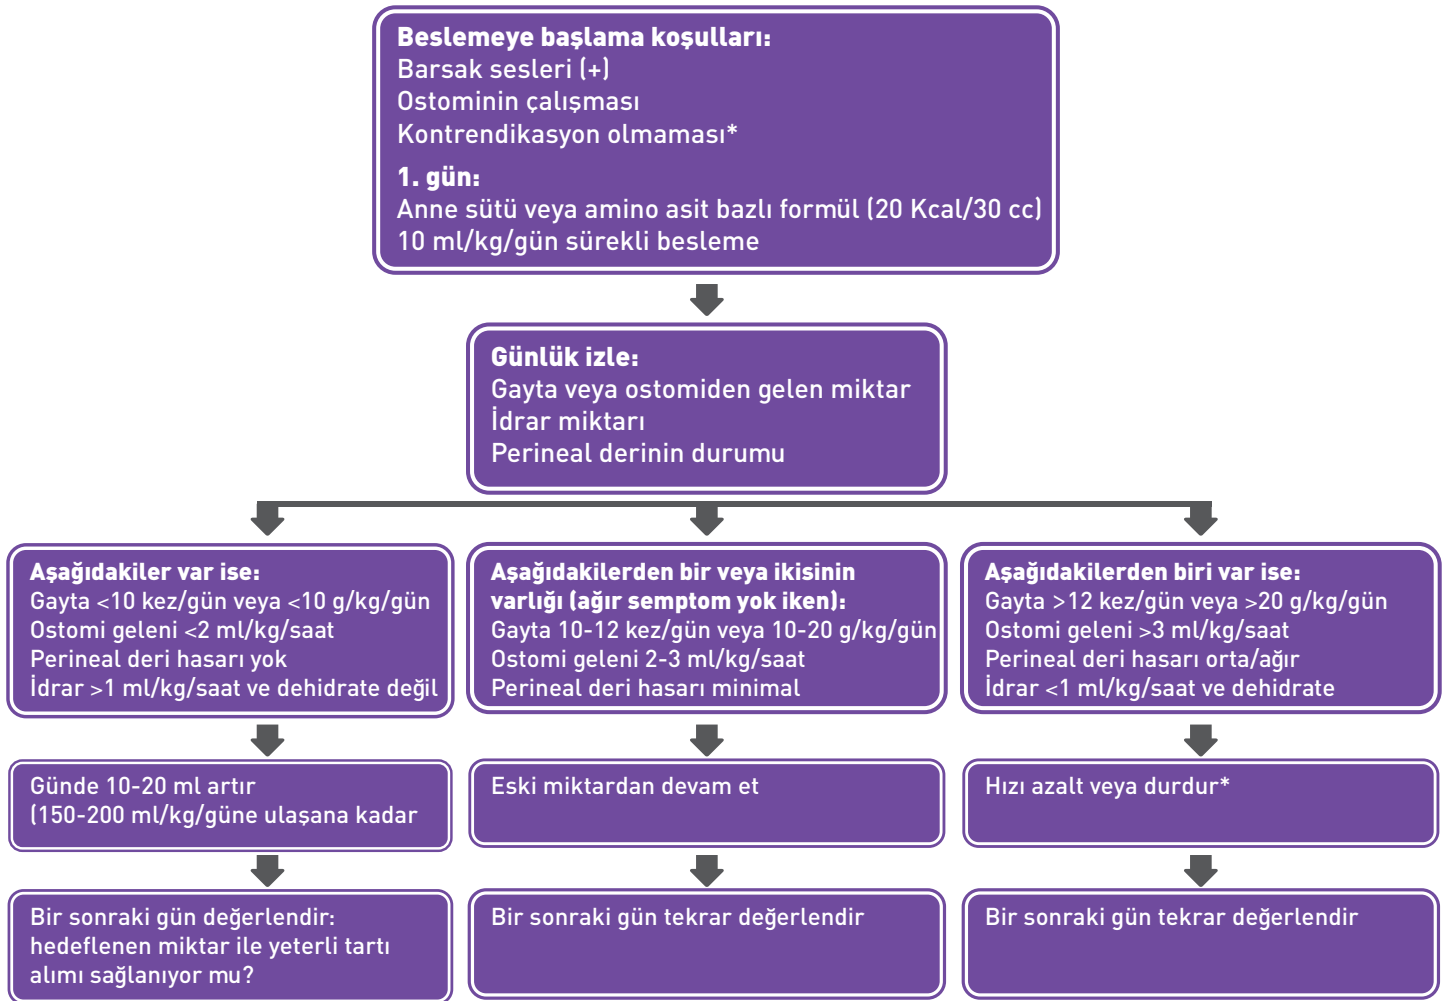 Beslemeye başlama koşulları:
Barsak sesleri (+)
Ostominin çalışması
Kontrendikasyon olmaması*
1. gün:
Anne sütü veya amino asit bazlı formül (20 Kcal/30 cc)
10 ml/kg/gün sürekli besleme
Günlük izle:
Gayta veya ostomiden gelen miktar
İdrar miktarı
Perineal derinin durumu
Aşağıdakiler var ise:
Gayta <10 kez/gün veya <10 g/kg/gün
Ostomi geleni <2 ml/kg/saat
Perineal deri hasarı yok
İdrar >1 ml/kg/saat ve dehidrate değil
Aşağıdakilerden bir veya ikisinin
varlığı (ağır semptom yok iken):
Gayta 10-12 kez/gün veya 10-20 g/kg/gün
Ostomi geleni 2-3 ml/kg/saat
Perineal deri hasarı minimal
Aşağıdakilerden biri var ise:
Gayta >12 kez/gün veya >20 g/kg/gün
Ostomi geleni >3 ml/kg/saat
Perineal deri hasarı orta/ağır
İdrar <1 ml/kg/saat ve dehidrate
Günde 10-20 ml artır
(150-200 ml/kg/güne ulaşana kadar
Eski miktardan devam et
Hızı azalt veya durdur*
Bir sonraki gün değerlendir:
hedeflenen miktar ile yeterli tartı
alımı sağlanıyor mu?
Bir sonraki gün tekrar değerlendir
Bir sonraki gün tekrar değerlendir